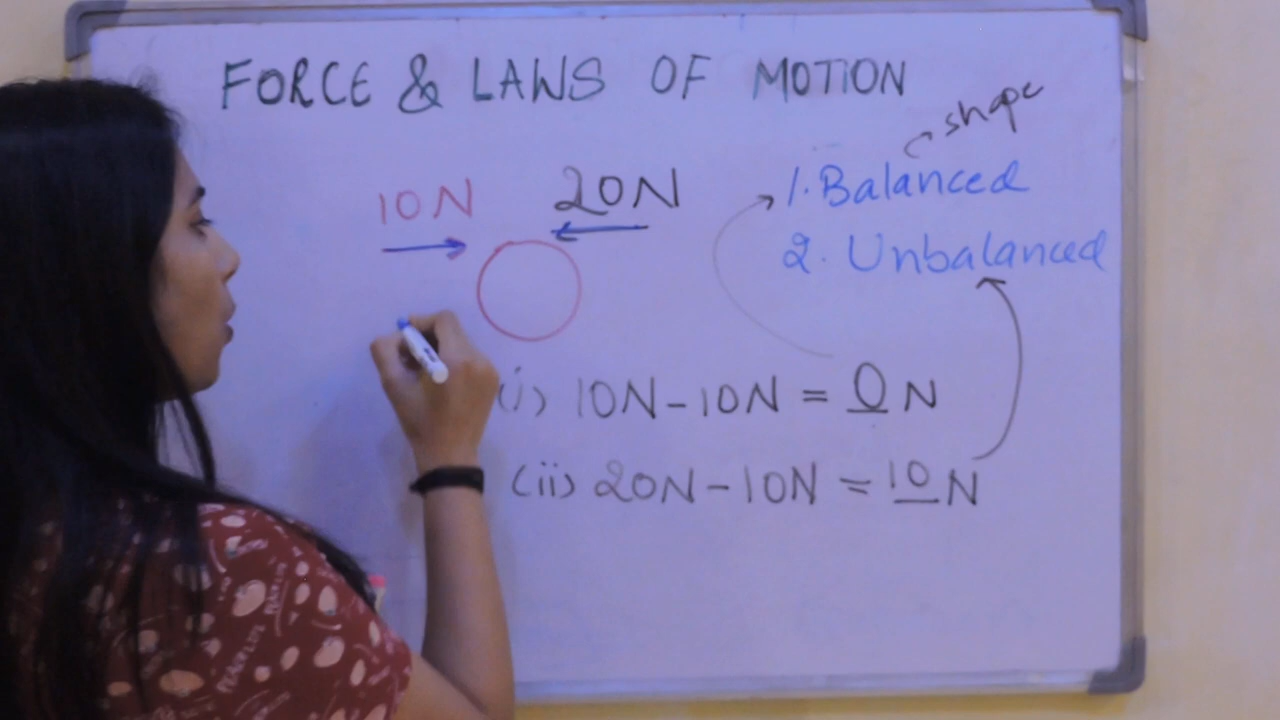 FORCE & LAWS OF MOTION
shape
10N 20N 1. Balanced
2. Unbalanced
(i) 10N-10N = 0 N
(ii) 20N-10N = 10 N